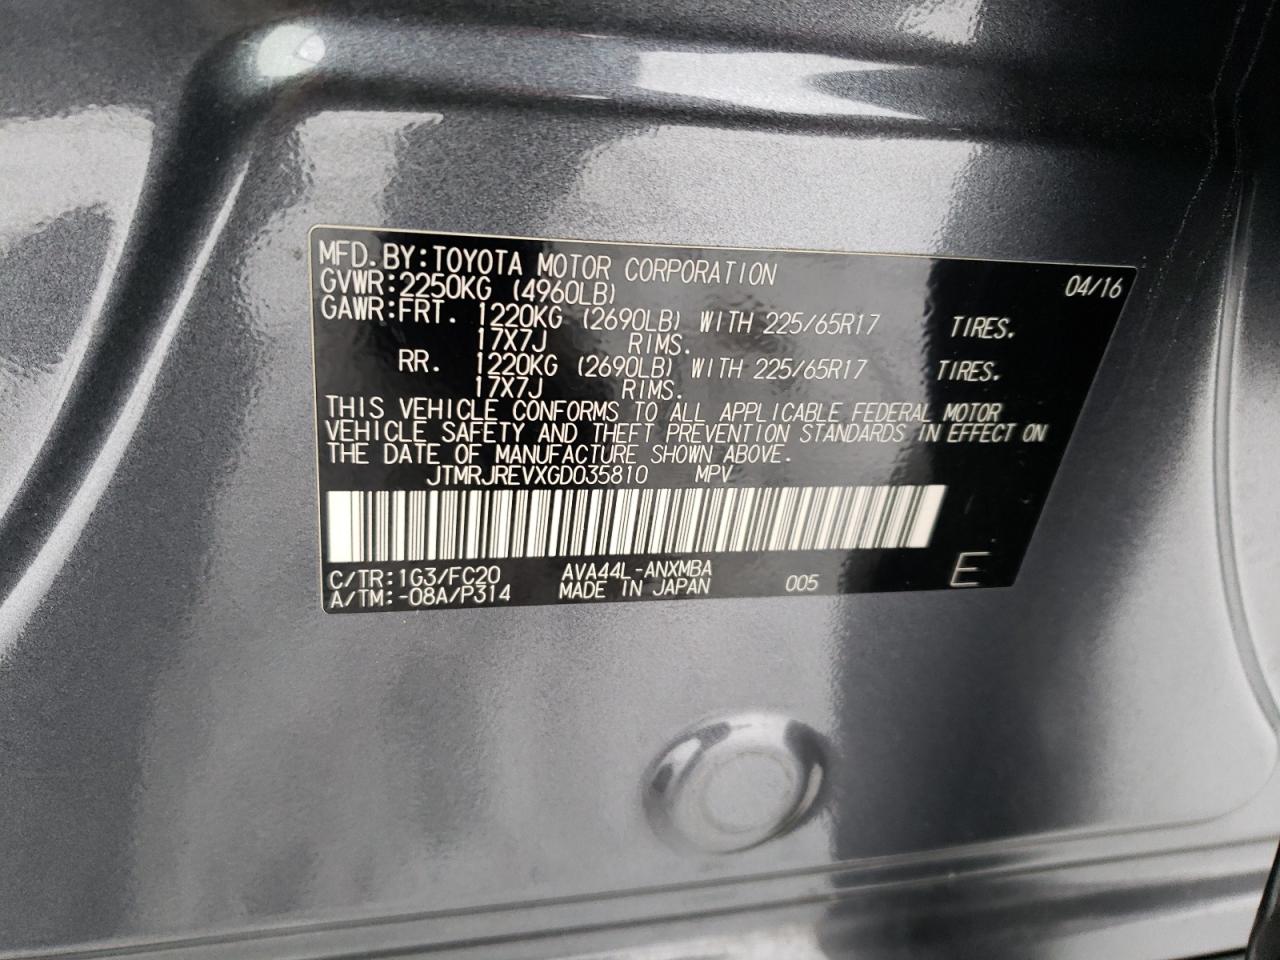 MFD.BY:TOYOTA MOTOR CORPORATION 04/16
GVWR:2250KG (4960LB)
GAWR:FRT. 1220KG (2690LB) WITH 225/65R17 TIRES.
17X7J RIMS.
RR. 1220KG (2690LB) WITH 225/65R17 TIRES.
17X7J RIMS.
THIS VEHICLE CONFORMS TO ALL APPLICABLE FEDERAL MOTOR
VEHICLE SAFETY AND THEFT PREVENTION STANDARDS IN EFFECT ON
THE DATE OF MANUFACTURE SHOWN ABOVE.
JTMRJREVXGD035810 MPV
C/TR:1G3/FC20 AVA44L-ANXMBA
A/TM:-08A/P314 MADE IN JAPAN 005 E